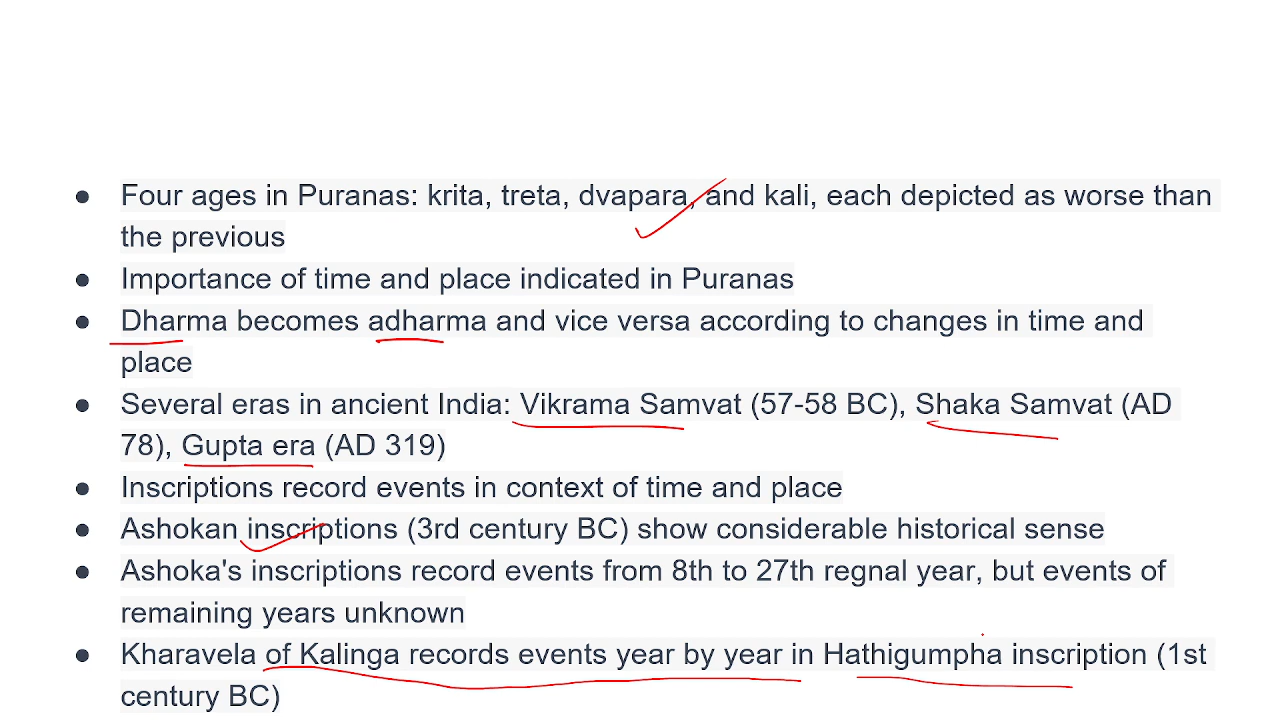 ● Four ages in Puranas: krita, treta, dvapara, and kali, each depicted as worse than
the previous
● Importance of time and place indicated in Puranas
● Dharma becomes adharma and vice versa according to changes in time and
place
● Several eras in ancient India: Vikrama Samvat (57-58 BC), Shaka Samvat (AD
78), Gupta era (AD 319)
● Inscriptions record events in context of time and place
● Ashokan inscriptions (3rd century BC) show considerable historical sense
● Ashoka's inscriptions record events from 8th to 27th regnal year, but events of
remaining years unknown
● Kharavela of Kalinga records events year by year in Hathigumpha inscription (1st
century BC)